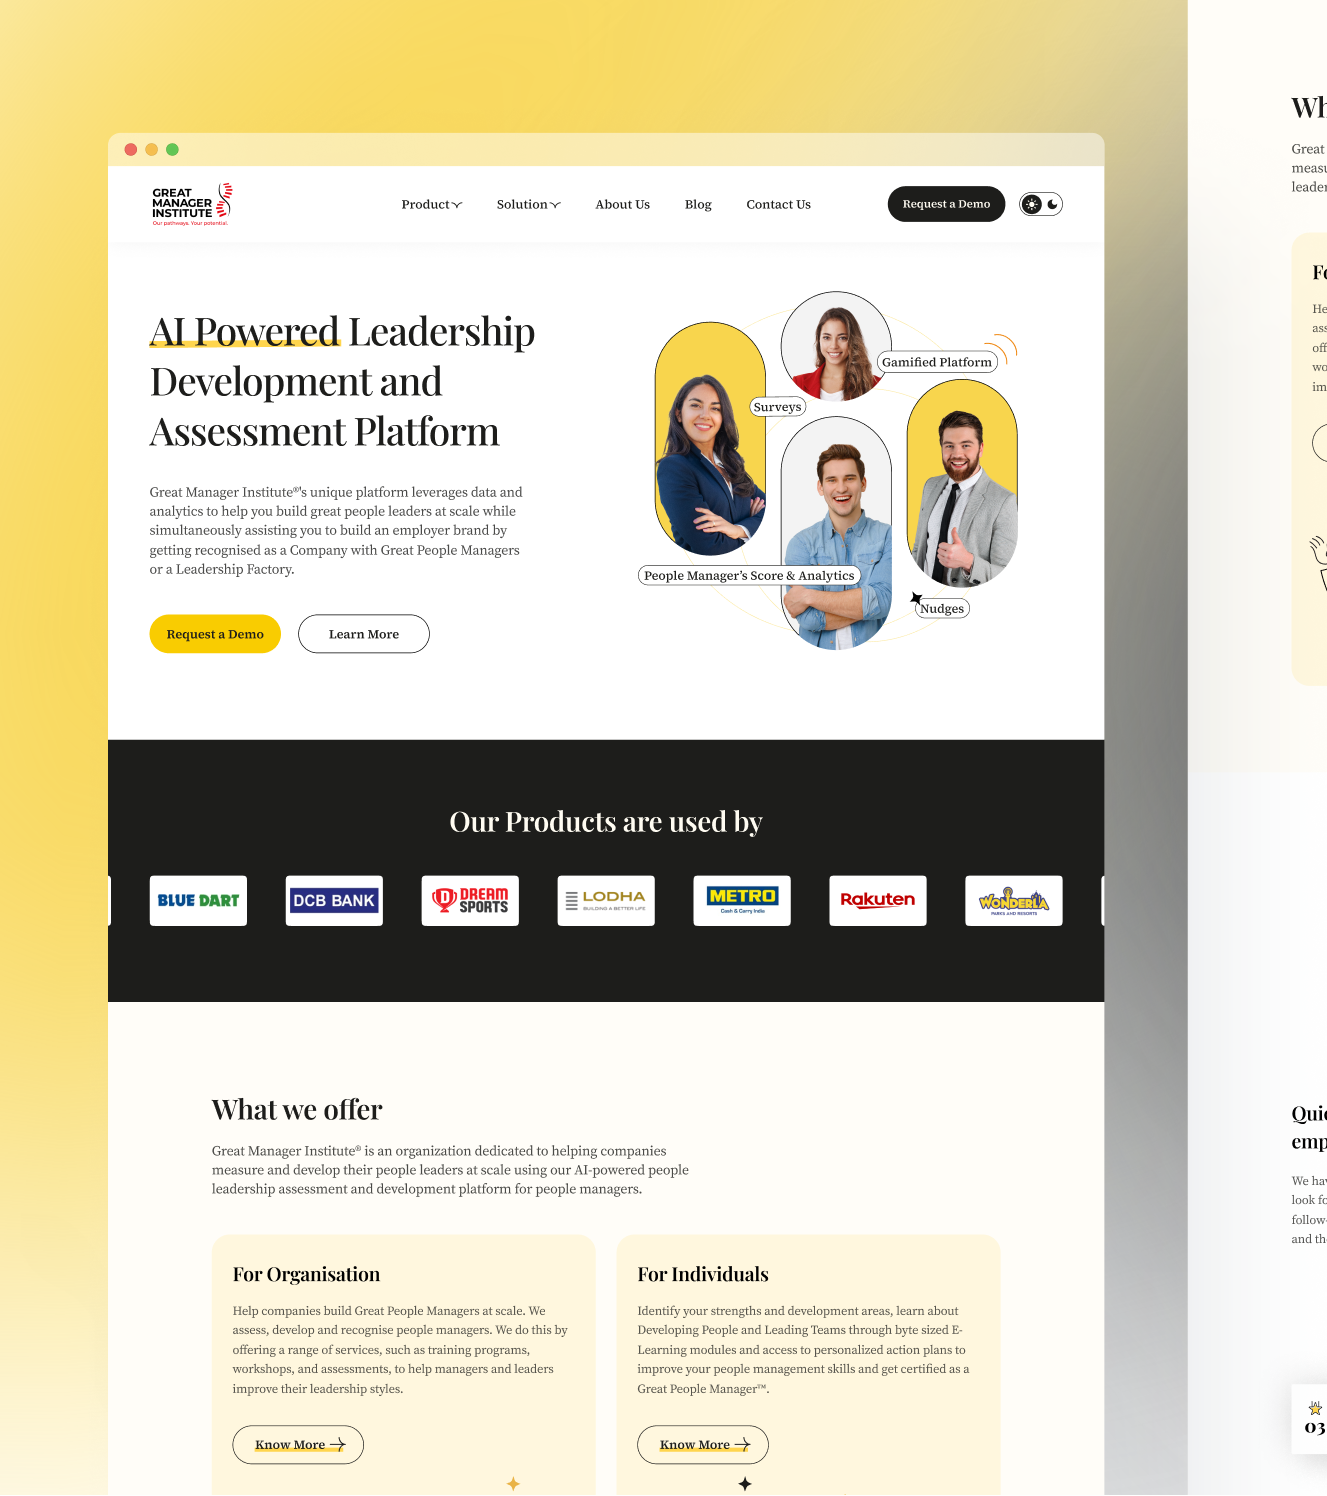 GREAT
MANAGER
INSTITUTE
Our pathways. Your potential.
Product
Solution
About Us
Blog
Contact Us
Request a Demo
AI Powered Leadership
Development and
Assessment Platform
Great Manager Institute®'s unique platform leverages data and
analytics to help you build great people leaders at scale while
simultaneously assisting you to build an employer brand by
getting recognised as a Company with Great People Managers
or a Leadership Factory.
Request a Demo
Learn More
Gamified Platform
Surveys
People Manager's Score & Analytics
Nudges
Our Products are used by
BLUE DART
DCB BANK
DREAM
SPORTS
LODHA
BUILDING A BETTER LIFE
METRO
Cash & Carry India
Rakuten
WONDERLA
PARKS AND RESORTS
What we offer
Great Manager Institute® is an organization dedicated to helping companies
measure and develop their people leaders at scale using our AI-powered people
leadership assessment and development platform for people managers.
For Organisation
Help companies build Great People Managers at scale. We
assess, develop and recognise people managers. We do this by
offering a range of services, such as training programs,
workshops, and assessments, to help managers and leaders
improve their leadership styles.
Know More
For Individuals
Identify your strengths and development areas, learn about
Developing People and Leading Teams through byte sized E-
Learning modules and access to personalized action plans to
improve your people management skills and get certified as a
Great People Manager™.
Know More
Wh
Great
measu
leader
Fo
He
ass
off
wo
im
Quic
emp
We hav
look fo
follow-
and th
03